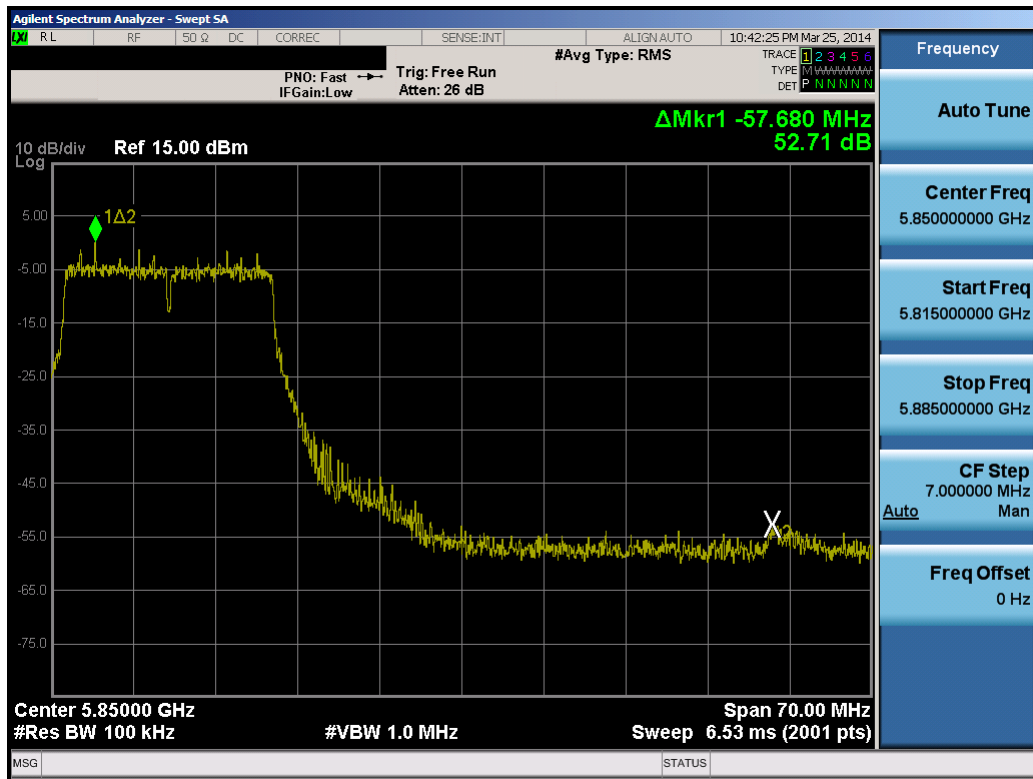 Agilent Spectrum Analyzer - Swept SA
LXI RL RF 50 Ω DC CORREC SENSE:INT ALIGN AUTO 10:42:25 PM Mar 25, 2014
Frequency
#Avg Type: RMS
TRACE 1 2 3 4 5 6
PNO: Fast Trig: Free Run
TYPE M W W W W W
IFGain:Low Atten: 26 dB
DET P N N N N N
Auto Tune
ΔMkr1 -57.680 MHz
52.71 dB
10 dB/div Ref 15.00 dBm
Log
Center Freq
5.850000000 GHz
5.00
1Δ2
-5.00
Start Freq
5.815000000 GHz
-15.0
-25.0
Stop Freq
5.885000000 GHz
-35.0
-45.0
CF Step
7.000000 MHz
Auto Man
-55.0
X2
Freq Offset
0 Hz
-65.0
-75.0
Center 5.85000 GHz Span 70.00 MHz
#Res BW 100 kHz #VBW 1.0 MHz Sweep 6.53 ms (2001 pts)
MSG STATUS